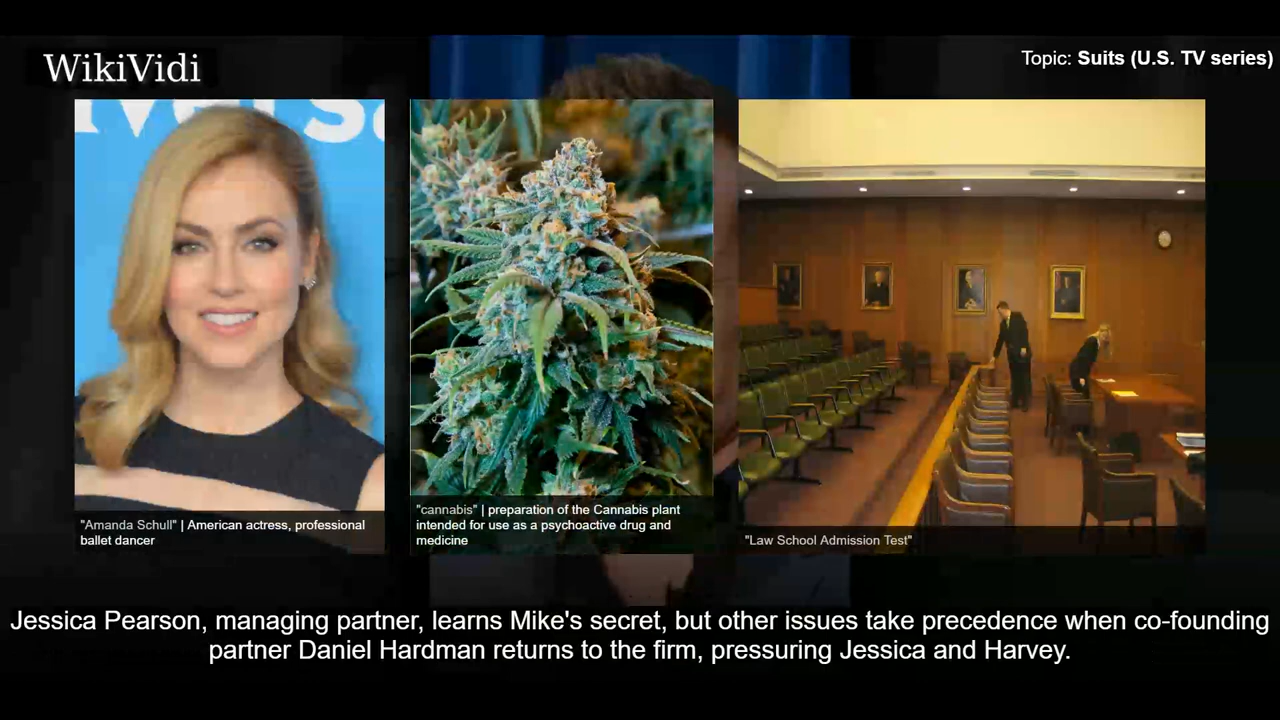 WikiVidi
Topic: Suits (U.S. TV series)
"Amanda Schull" | American actress, professional
ballet dancer
"cannabis" | preparation of the Cannabis plant
intended for use as a psychoactive drug and
medicine
"Law School Admission Test"
Jessica Pearson, managing partner, learns Mike's secret, but other issues take precedence when co-founding
partner Daniel Hardman returns to the firm, pressuring Jessica and Harvey.